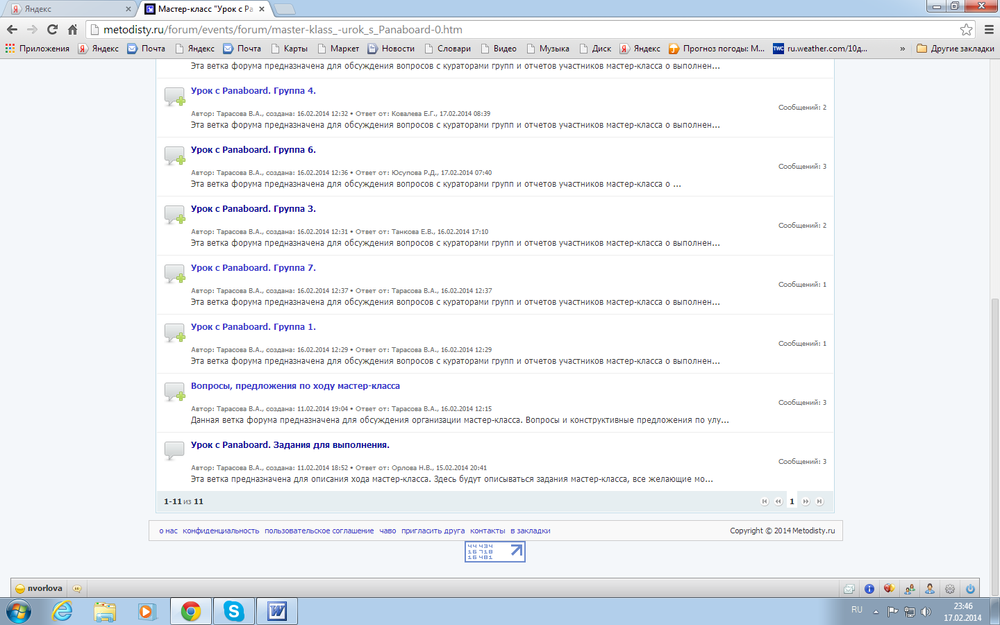 Яндекс
Мастер-класс "Урок с Pa
metodisty.ru/forum/events/forum/master-klass_-urok_s_Panaboard-0.htm
Приложения Яндекс Почта Яндекс Почта Карты Маркет Новости Словари Видео Музыка Диск Яндекс Прогноз погоды: М... TWC ru.weather.com/10д... » Другие закладки
Эта ветка форума предназначена для обсуждения вопросов с кураторами групп и отчетов участников мастер-класса о выполнен...
Урок с Panaboard. Группа 4.
Сообщений: 2
Автор: Тарасова В.А., создана: 16.02.2014 12:32 • Ответ от: Ковалева Е.Г., 17.02.2014 08:39
Эта ветка форума предназначена для обсуждения вопросов с кураторами групп и отчетов участников мастер-класса о выполнен...
Урок с Panaboard. Группа 6.
Сообщений: 3
Автор: Тарасова В.А., создана: 16.02.2014 12:36 • Ответ от: Юсупова Р.Д., 17.02.2014 07:40
Эта ветка форума предназначена для обсуждения вопросов с кураторами групп и отчетов участников мастер-класса о ...
Урок с Panaboard. Группа 3.
Сообщений: 2
Автор: Тарасова В.А., создана: 16.02.2014 12:31 • Ответ от: Танкова Е.В., 16.02.2014 17:10
Эта ветка форума предназначена для обсуждения вопросов с кураторами групп и отчетов участников мастер-класса о выполнен...
Урок с Panaboard. Группа 7.
Сообщений: 1
Автор: Тарасова В.А., создана: 16.02.2014 12:37 • Ответ от: Тарасова В.А., 16.02.2014 12:37
Эта ветка форума предназначена для обсуждения вопросов с кураторами групп и отчетов участников мастер-класса о выполнен...
Урок с Panaboard. Группа 1.
Сообщений: 1
Автор: Тарасова В.А., создана: 16.02.2014 12:29 • Ответ от: Тарасова В.А., 16.02.2014 12:29
Эта ветка форума предназначена для обсуждения вопросов с кураторами групп и отчетов участников мастер-класса о выполнен...
Вопросы, предложения по ходу мастер-класса
Сообщений: 3
Автор: Тарасова В.А., создана: 11.02.2014 19:04 • Ответ от: Тарасова В.А., 16.02.2014 12:15
Данная ветка форума предназначена для обсуждения организации мастер-класса. Вопросы и конструктивные предложения по улу...
Урок с Panaboard. Задания для выполнения.
Сообщений: 3
Автор: Тарасова В.А., создана: 11.02.2014 18:52 • Ответ от: Орлова Н.В., 15.02.2014 20:41
Эта ветка предназначена для описания хода мастер-класса. Здесь будут описываться задания мастер-класса, все желающие мо...
1-11 из 11
1
о нас конфиденциальность пользовательское соглашение чаво пригласить друга контакты в закладки Copyright © 2014 Metodisty.ru
44 434
16 718
16 481
nvorlova
RU
23:46
17.02.2014